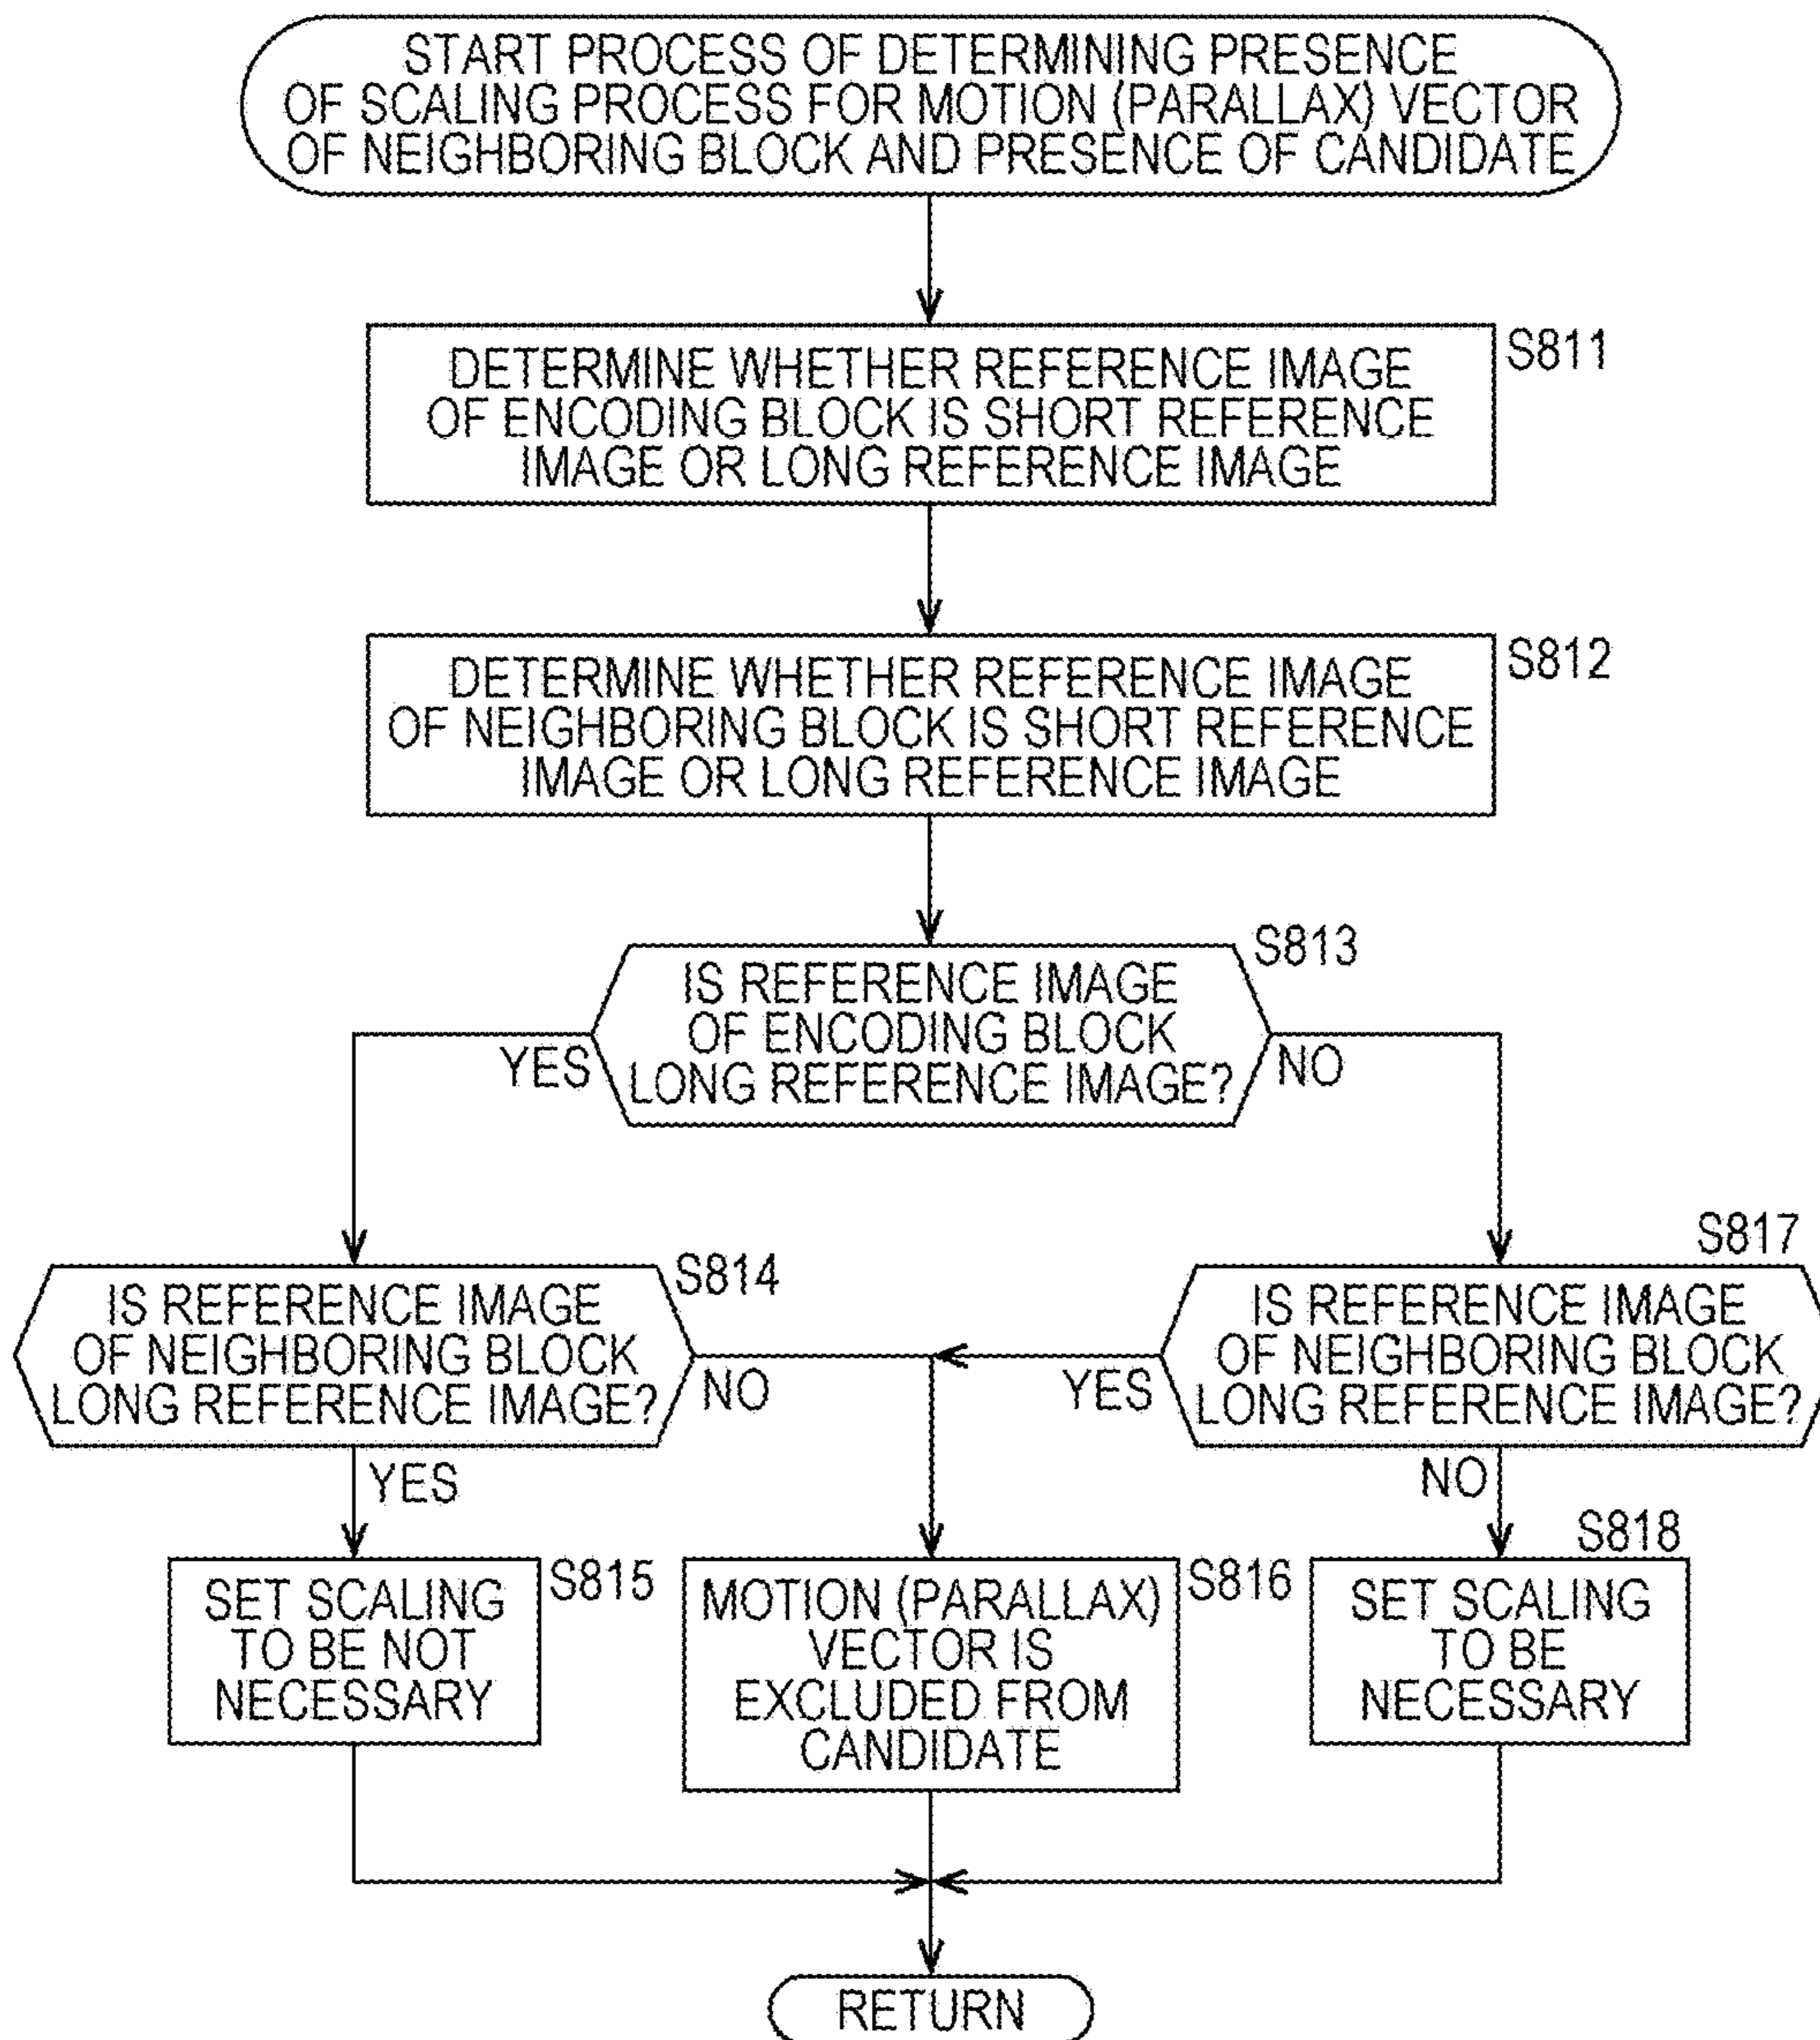 START PROCESS OF DETERMINING PRESENCE
OF SCALING PROCESS FOR MOTION (PARALLAX) VECTOR
OF NEIGHBORING BLOCK AND PRESENCE OF CANDIDATE
S811
DETERMINE WHETHER REFERENCE IMAGE
OF ENCODING BLOCK IS SHORT REFERENCE
IMAGE OR LONG REFERENCE IMAGE
S812
DETERMINE WHETHER REFERENCE IMAGE
OF NEIGHBORING BLOCK IS SHORT REFERENCE
IMAGE OR LONG REFERENCE IMAGE
S813
IS REFERENCE IMAGE
OF ENCODING BLOCK
LONG REFERENCE IMAGE?
YES
NO
S814
IS REFERENCE IMAGE
OF NEIGHBORING BLOCK
LONG REFERENCE IMAGE?
NO
YES
S817
IS REFERENCE IMAGE
OF NEIGHBORING BLOCK
LONG REFERENCE IMAGE?
YES
NO
S815
SET SCALING
TO BE NOT
NECESSARY
S816
MOTION (PARALLAX)
VECTOR IS
EXCLUDED FROM
CANDIDATE
S818
SET SCALING
TO BE
NECESSARY
RETURN